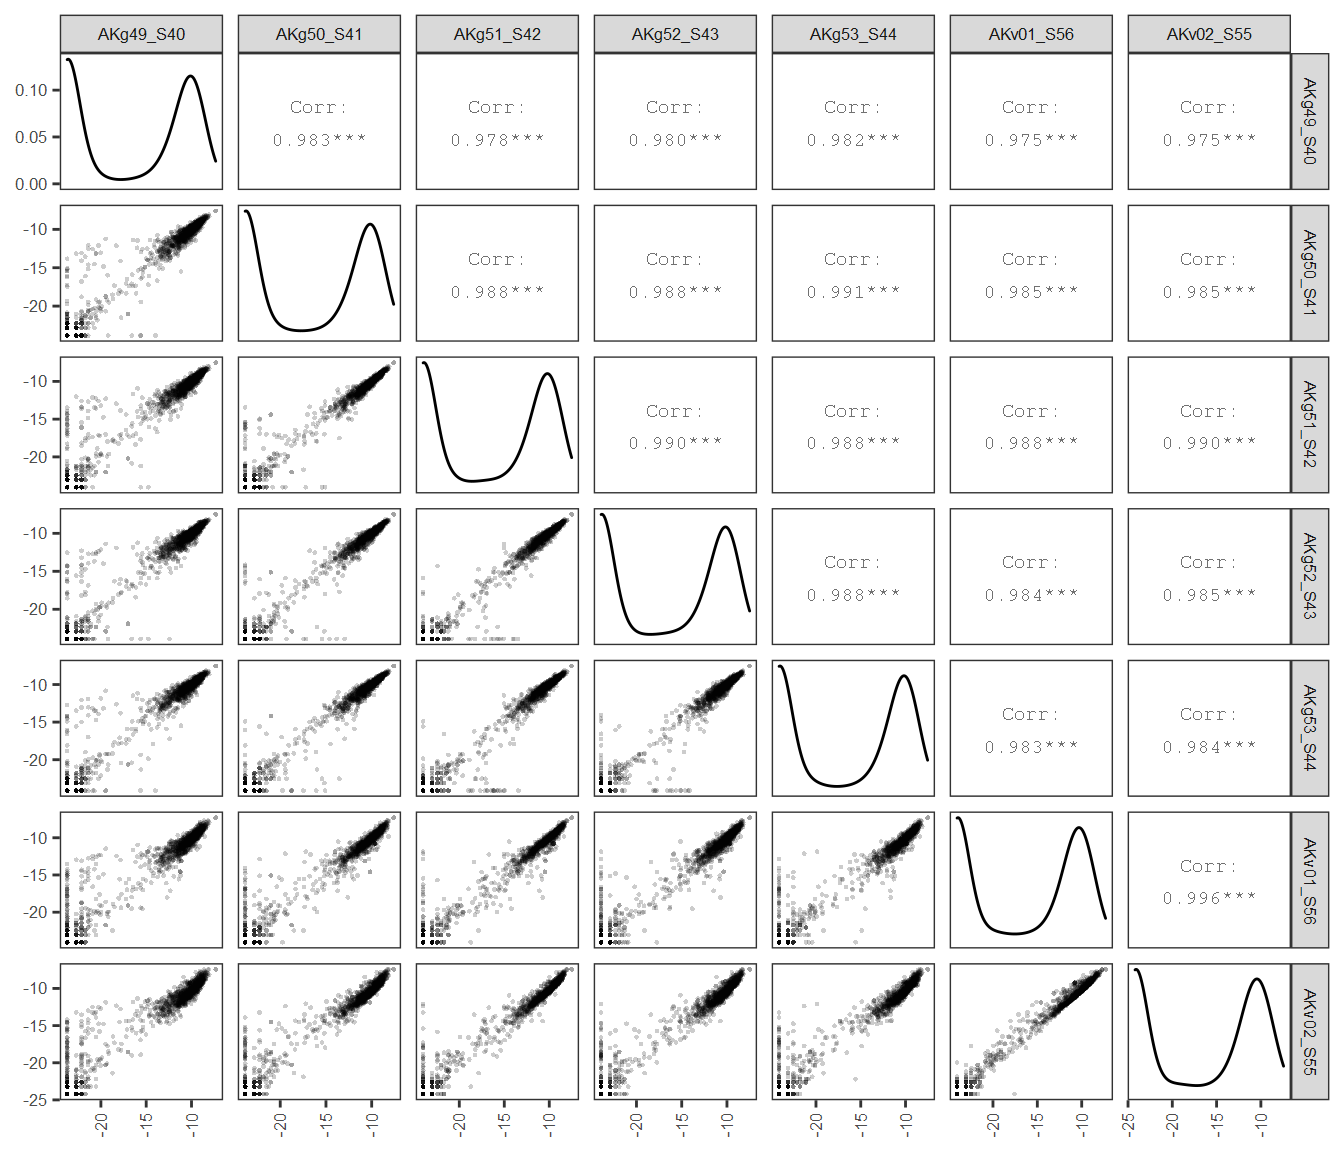 AKg49_S40 AKg50_S41 AKg51_S42 AKg52_S43 AKg53_S44 AKv01_S56 AKv02_S55
0.10
0.05
0.00
Corr: Corr: Corr: Corr: Corr: Corr:
0.983*** 0.978*** 0.980*** 0.982*** 0.975*** 0.975***
AKg49_S40
-10
-15
-20
Corr: Corr: Corr: Corr: Corr:
0.988*** 0.988*** 0.991*** 0.985*** 0.985***
AKg50_S41
-10
-15
-20
Corr: Corr: Corr: Corr:
0.990*** 0.988*** 0.988*** 0.990***
AKg51_S42
-10
-15
-20
Corr: Corr: Corr:
0.988*** 0.984*** 0.985***
AKg52_S43
-10
-15
-20
Corr: Corr:
0.983*** 0.984***
AKg53_S44
-10
-15
-20
Corr:
0.996***
AKv01_S56
-10
-15
-20
-25
AKv02_S55
-20 -15 -10 -20 -15 -10 -20 -15 -10 -20 -15 -10 -20 -15 -10 -20 -15 -10 -25 -20 -15 -10